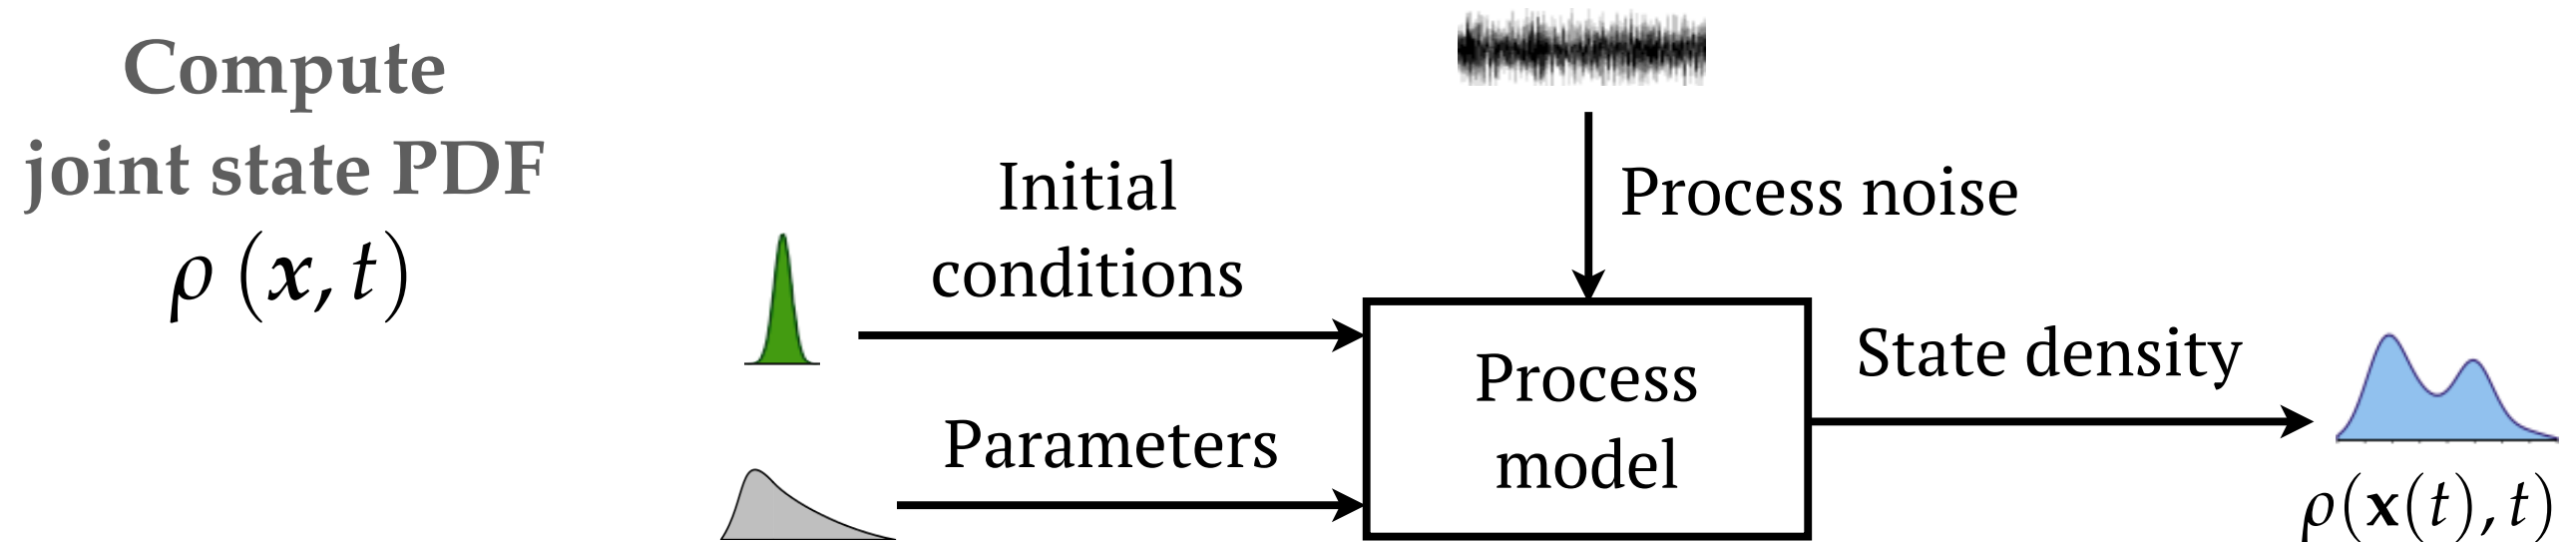 Compute
joint state PDF
ρ (x, t)
Initial
conditions
Parameters
Process noise
Process
model
State density
ρ(x(t), t)